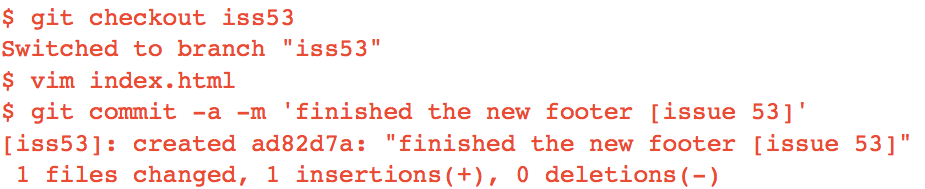 $ git checkout iss53
Switched to branch "iss53"
$ vim index.html
$ git commit -a -m 'finished the new footer [issue 53]'
[iss53]: created ad82d7a: "finished the new footer [issue 53]"
 1 files changed, 1 insertions(+), 0 deletions(-)